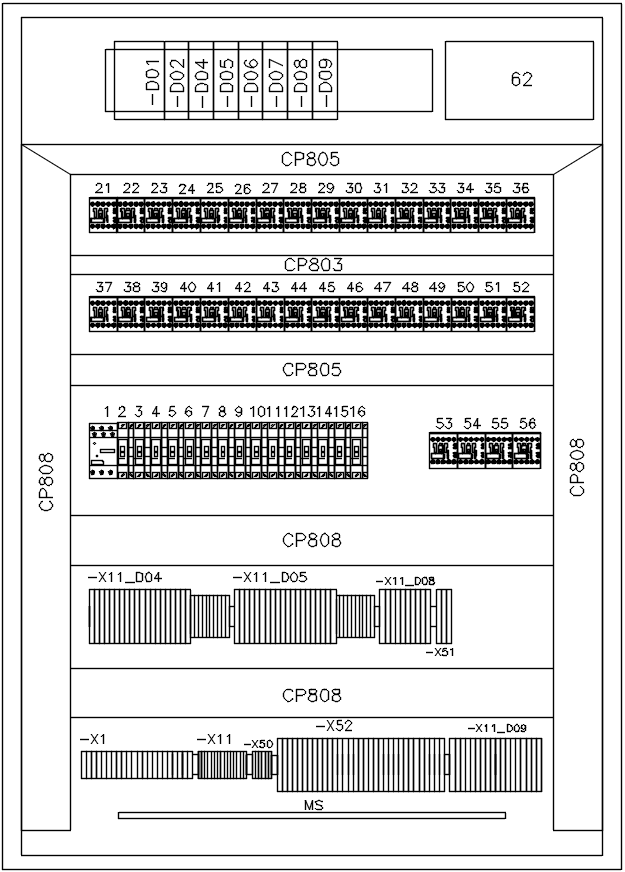 -D01 -D02 -D04 -D05 -D06 -D07 -D08 -D09
62
CP805
21 22 23 24 25 26 27 28 29 30 31 32 33 34 35 36
CP803
37 38 39 40 41 42 43 44 45 46 47 48 49 50 51 52
CP805
1 2 3 4 5 6 7 8 9 10 11 12 13 14 15 16
53 54 55 56
CP808
CP808
CP808
-X11_D04 -X11_D05 -X11_D08
-X51
CP808
-X1 -X11 -X50 -X52 -X11_D09
MS